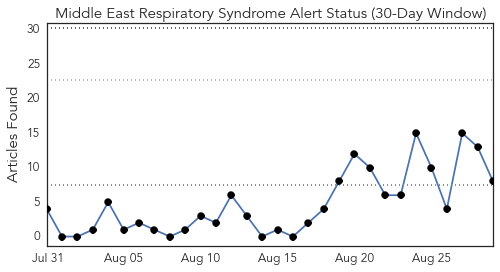 Middle East Respiratory Syndrome Alert Status (30-Day Window)
30
25
20
15
10
5
0
Articles Found
Jul 31 Aug 05 Aug 10 Aug 15 Aug 20 Aug 25